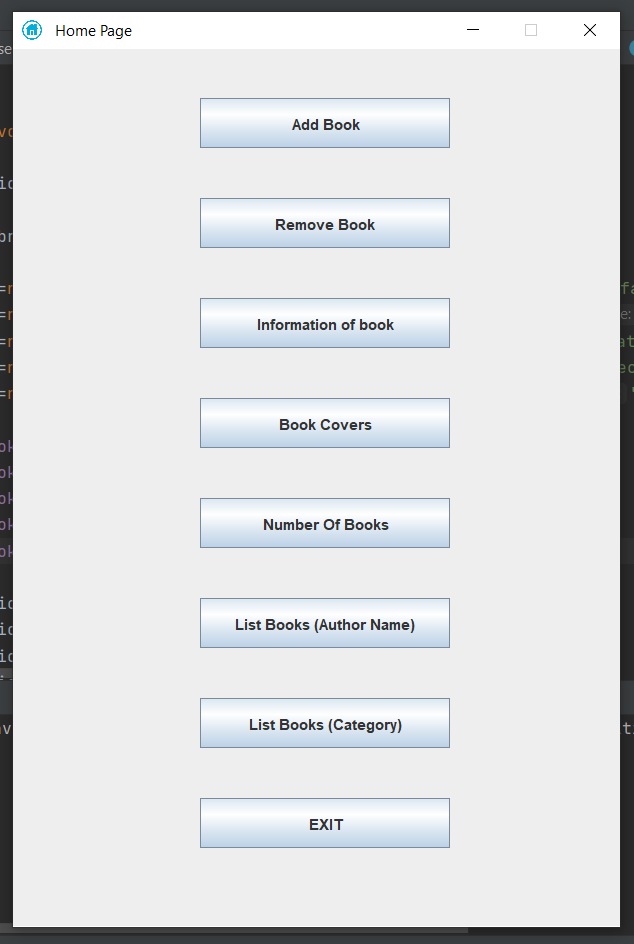 Home Page
Add Book
Remove Book
Information of book
Book Covers
Number Of Books
List Books (Author Name)
List Books (Category)
EXIT